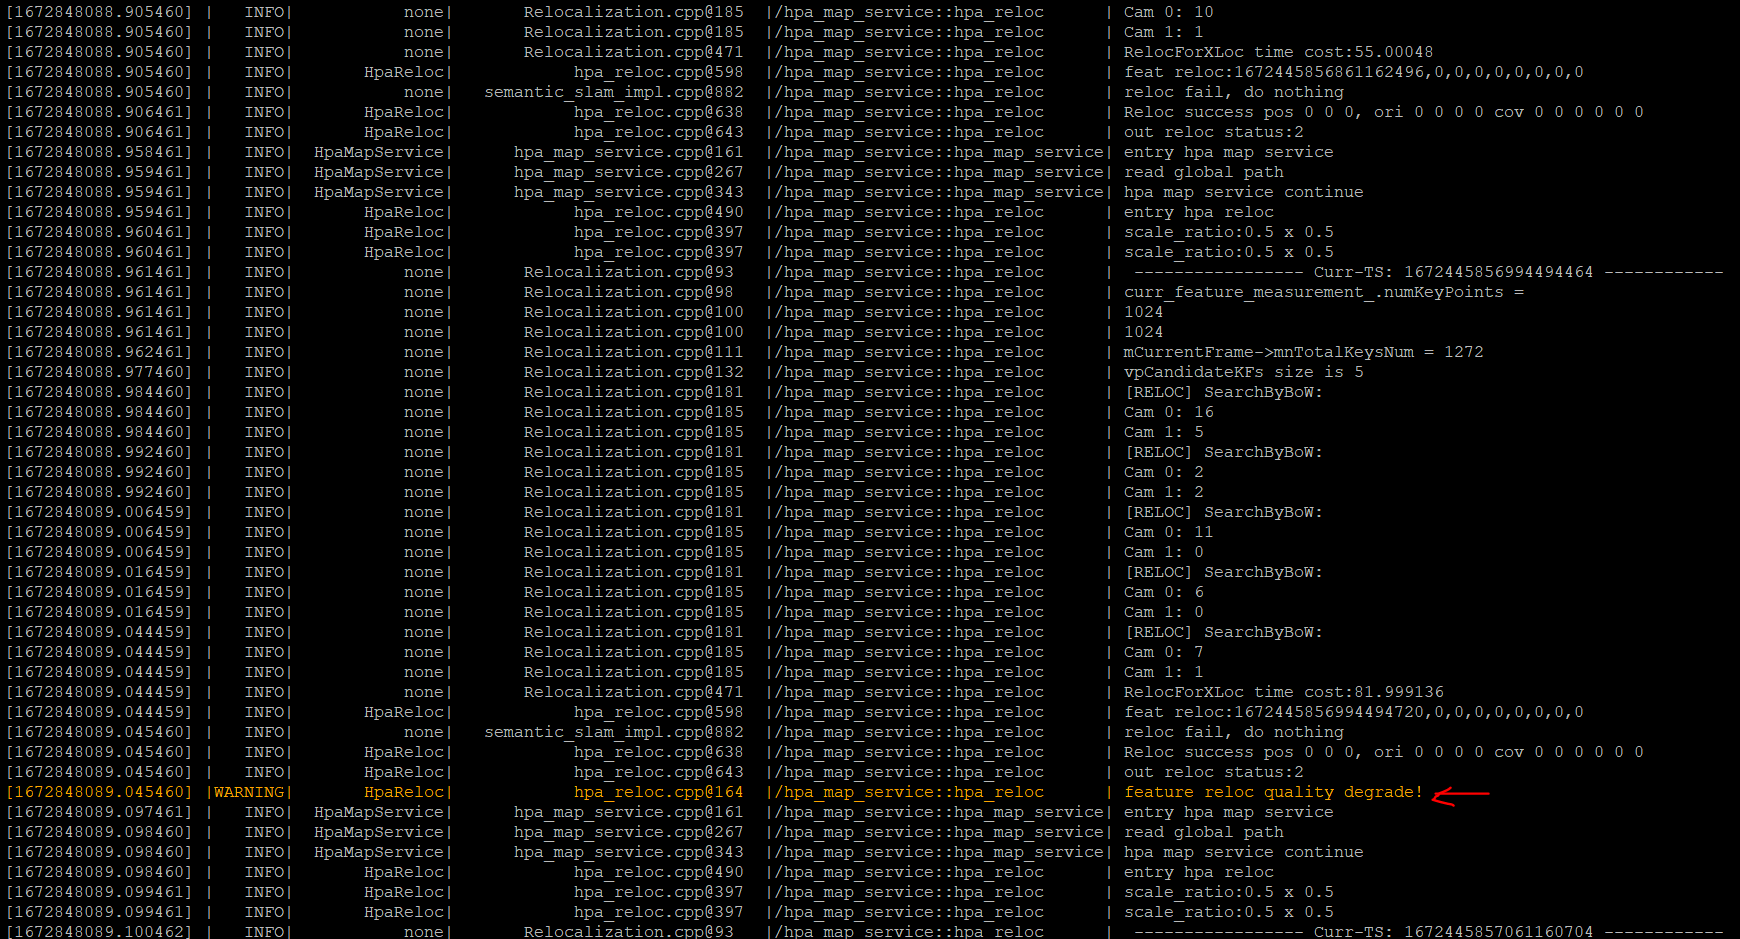 [1672848088.905460] | INFO| none| Relocalization.cpp@185 |/hpa_map_service::hpa_reloc | Cam 0: 10
[1672848088.905460] | INFO| none| Relocalization.cpp@185 |/hpa_map_service::hpa_reloc | Cam 1: 1
[1672848088.905460] | INFO| none| Relocalization.cpp@471 |/hpa_map_service::hpa_reloc | RelocForXLoc time cost:55.00048
[1672848088.905460] | INFO| HpaReloc| hpa_reloc.cpp@598 |/hpa_map_service::hpa_reloc | feat reloc:1672445856861162496,0,0,0,0,0,0,0,0
[1672848088.905460] | INFO| none| semantic_slam_impl.cpp@882 |/hpa_map_service::hpa_reloc | reloc fail, do nothing
[1672848088.906461] | INFO| HpaReloc| hpa_reloc.cpp@638 |/hpa_map_service::hpa_reloc | Reloc success pos 0 0 0, ori 0 0 0 0 cov 0 0 0 0 0 0
[1672848088.906461] | INFO| HpaReloc| hpa_reloc.cpp@643 |/hpa_map_service::hpa_reloc | out reloc status:2
[1672848088.958461] | INFO| HpaMapService| hpa_map_service.cpp@161 |/hpa_map_service::hpa_map_service| entry hpa map service
[1672848088.959461] | INFO| HpaMapService| hpa_map_service.cpp@267 |/hpa_map_service::hpa_map_service| read global path
[1672848088.959461] | INFO| HpaMapService| hpa_map_service.cpp@343 |/hpa_map_service::hpa_map_service| hpa map service continue
[1672848088.959461] | INFO| HpaReloc| hpa_reloc.cpp@490 |/hpa_map_service::hpa_reloc | entry hpa reloc
[1672848088.960461] | INFO| HpaReloc| hpa_reloc.cpp@397 |/hpa_map_service::hpa_reloc | scale_ratio:0.5 x 0.5
[1672848088.960461] | INFO| HpaReloc| hpa_reloc.cpp@397 |/hpa_map_service::hpa_reloc | scale_ratio:0.5 x 0.5
[1672848088.961461] | INFO| none| Relocalization.cpp@93 |/hpa_map_service::hpa_reloc | ----------------- Curr-TS: 1672445856994494464 ------------
[1672848088.961461] | INFO| none| Relocalization.cpp@98 |/hpa_map_service::hpa_reloc | curr_feature_measurement_.numKeyPoints =
[1672848088.961461] | INFO| none| Relocalization.cpp@100 |/hpa_map_service::hpa_reloc | 1024
[1672848088.961461] | INFO| none| Relocalization.cpp@100 |/hpa_map_service::hpa_reloc | 1024
[1672848088.962461] | INFO| none| Relocalization.cpp@111 |/hpa_map_service::hpa_reloc | mCurrentFrame->mnTotalKeysNum = 1272
[1672848088.977460] | INFO| none| Relocalization.cpp@132 |/hpa_map_service::hpa_reloc | vpCandidateKFs size is 5
[1672848088.984460] | INFO| none| Relocalization.cpp@181 |/hpa_map_service::hpa_reloc | [RELOC] SearchByBoW:
[1672848088.984460] | INFO| none| Relocalization.cpp@185 |/hpa_map_service::hpa_reloc | Cam 0: 16
[1672848088.984460] | INFO| none| Relocalization.cpp@185 |/hpa_map_service::hpa_reloc | Cam 1: 5
[1672848088.992460] | INFO| none| Relocalization.cpp@181 |/hpa_map_service::hpa_reloc | [RELOC] SearchByBoW:
[1672848088.992460] | INFO| none| Relocalization.cpp@185 |/hpa_map_service::hpa_reloc | Cam 0: 2
[1672848088.992460] | INFO| none| Relocalization.cpp@185 |/hpa_map_service::hpa_reloc | Cam 1: 2
[1672848089.006459] | INFO| none| Relocalization.cpp@181 |/hpa_map_service::hpa_reloc | [RELOC] SearchByBoW:
[1672848089.006459] | INFO| none| Relocalization.cpp@185 |/hpa_map_service::hpa_reloc | Cam 0: 11
[1672848089.006459] | INFO| none| Relocalization.cpp@185 |/hpa_map_service::hpa_reloc | Cam 1: 0
[1672848089.016459] | INFO| none| Relocalization.cpp@181 |/hpa_map_service::hpa_reloc | [RELOC] SearchByBoW:
[1672848089.016459] | INFO| none| Relocalization.cpp@185 |/hpa_map_service::hpa_reloc | Cam 0: 6
[1672848089.016459] | INFO| none| Relocalization.cpp@185 |/hpa_map_service::hpa_reloc | Cam 1: 0
[1672848089.044459] | INFO| none| Relocalization.cpp@181 |/hpa_map_service::hpa_reloc | [RELOC] SearchByBoW:
[1672848089.044459] | INFO| none| Relocalization.cpp@185 |/hpa_map_service::hpa_reloc | Cam 0: 7
[1672848089.044459] | INFO| none| Relocalization.cpp@185 |/hpa_map_service::hpa_reloc | Cam 1: 1
[1672848089.044459] | INFO| none| Relocalization.cpp@471 |/hpa_map_service::hpa_reloc | RelocForXLoc time cost:81.999136
[1672848089.044459] | INFO| HpaReloc| hpa_reloc.cpp@598 |/hpa_map_service::hpa_reloc | feat reloc:1672445856994494720,0,0,0,0,0,0,0,0
[1672848089.045460] | INFO| none| semantic_slam_impl.cpp@882 |/hpa_map_service::hpa_reloc | reloc fail, do nothing
[1672848089.045460] | INFO| HpaReloc| hpa_reloc.cpp@638 |/hpa_map_service::hpa_reloc | Reloc success pos 0 0 0, ori 0 0 0 0 cov 0 0 0 0 0 0
[1672848089.045460] | INFO| HpaReloc| hpa_reloc.cpp@643 |/hpa_map_service::hpa_reloc | out reloc status:2
[1672848089.045460] |WARNING| HpaReloc| hpa_reloc.cpp@164 |/hpa_map_service::hpa_reloc | feature reloc quality degrade!
[1672848089.097461] | INFO| HpaMapService| hpa_map_service.cpp@161 |/hpa_map_service::hpa_map_service| entry hpa map service
[1672848089.098460] | INFO| HpaMapService| hpa_map_service.cpp@267 |/hpa_map_service::hpa_map_service| read global path
[1672848089.098460] | INFO| HpaMapService| hpa_map_service.cpp@343 |/hpa_map_service::hpa_map_service| hpa map service continue
[1672848089.098460] | INFO| HpaReloc| hpa_reloc.cpp@490 |/hpa_map_service::hpa_reloc | entry hpa reloc
[1672848089.099461] | INFO| HpaReloc| hpa_reloc.cpp@397 |/hpa_map_service::hpa_reloc | scale_ratio:0.5 x 0.5
[1672848089.099461] | INFO| HpaReloc| hpa_reloc.cpp@397 |/hpa_map_service::hpa_reloc | scale_ratio:0.5 x 0.5
[1672848089.100462] | INFO| none| Relocalization.cpp@93 |/hpa_map_service::hpa_reloc | ----------------- Curr-TS: 1672445857061160704 ------------